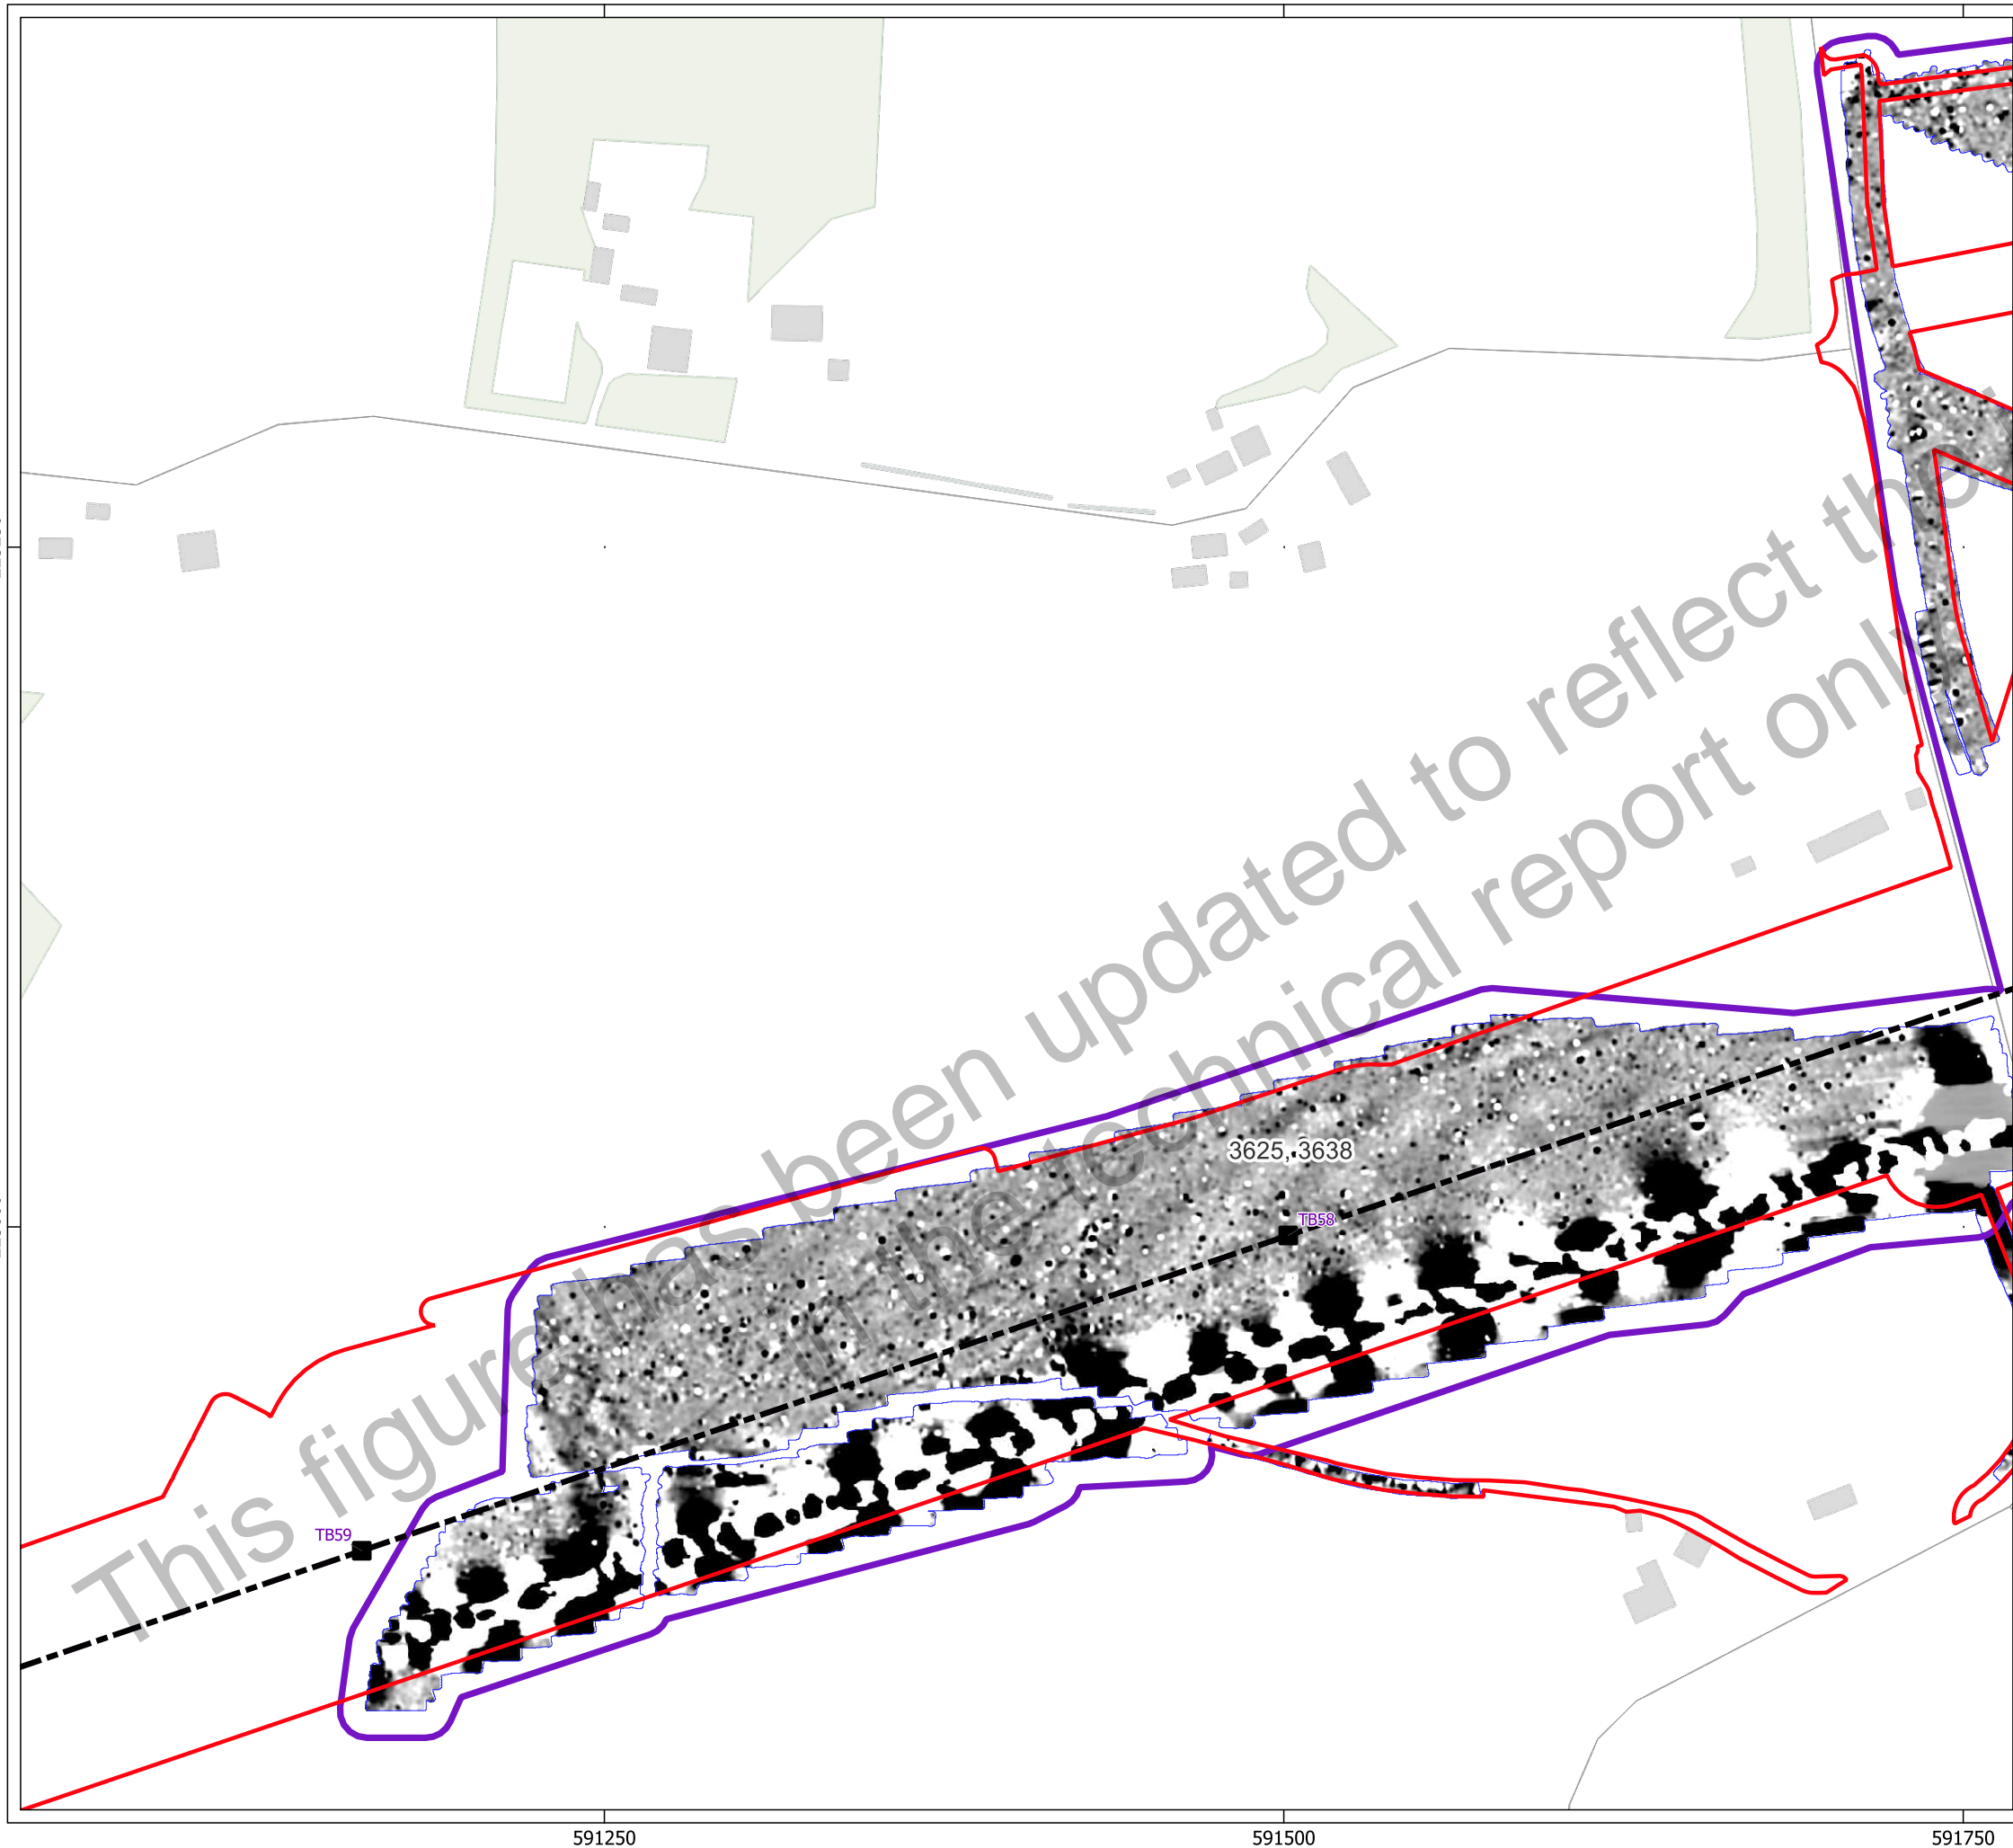 This figure has been updated to reflect the
in the technical report only
3625, 3638
TB58
TB59
591250
591500
591750